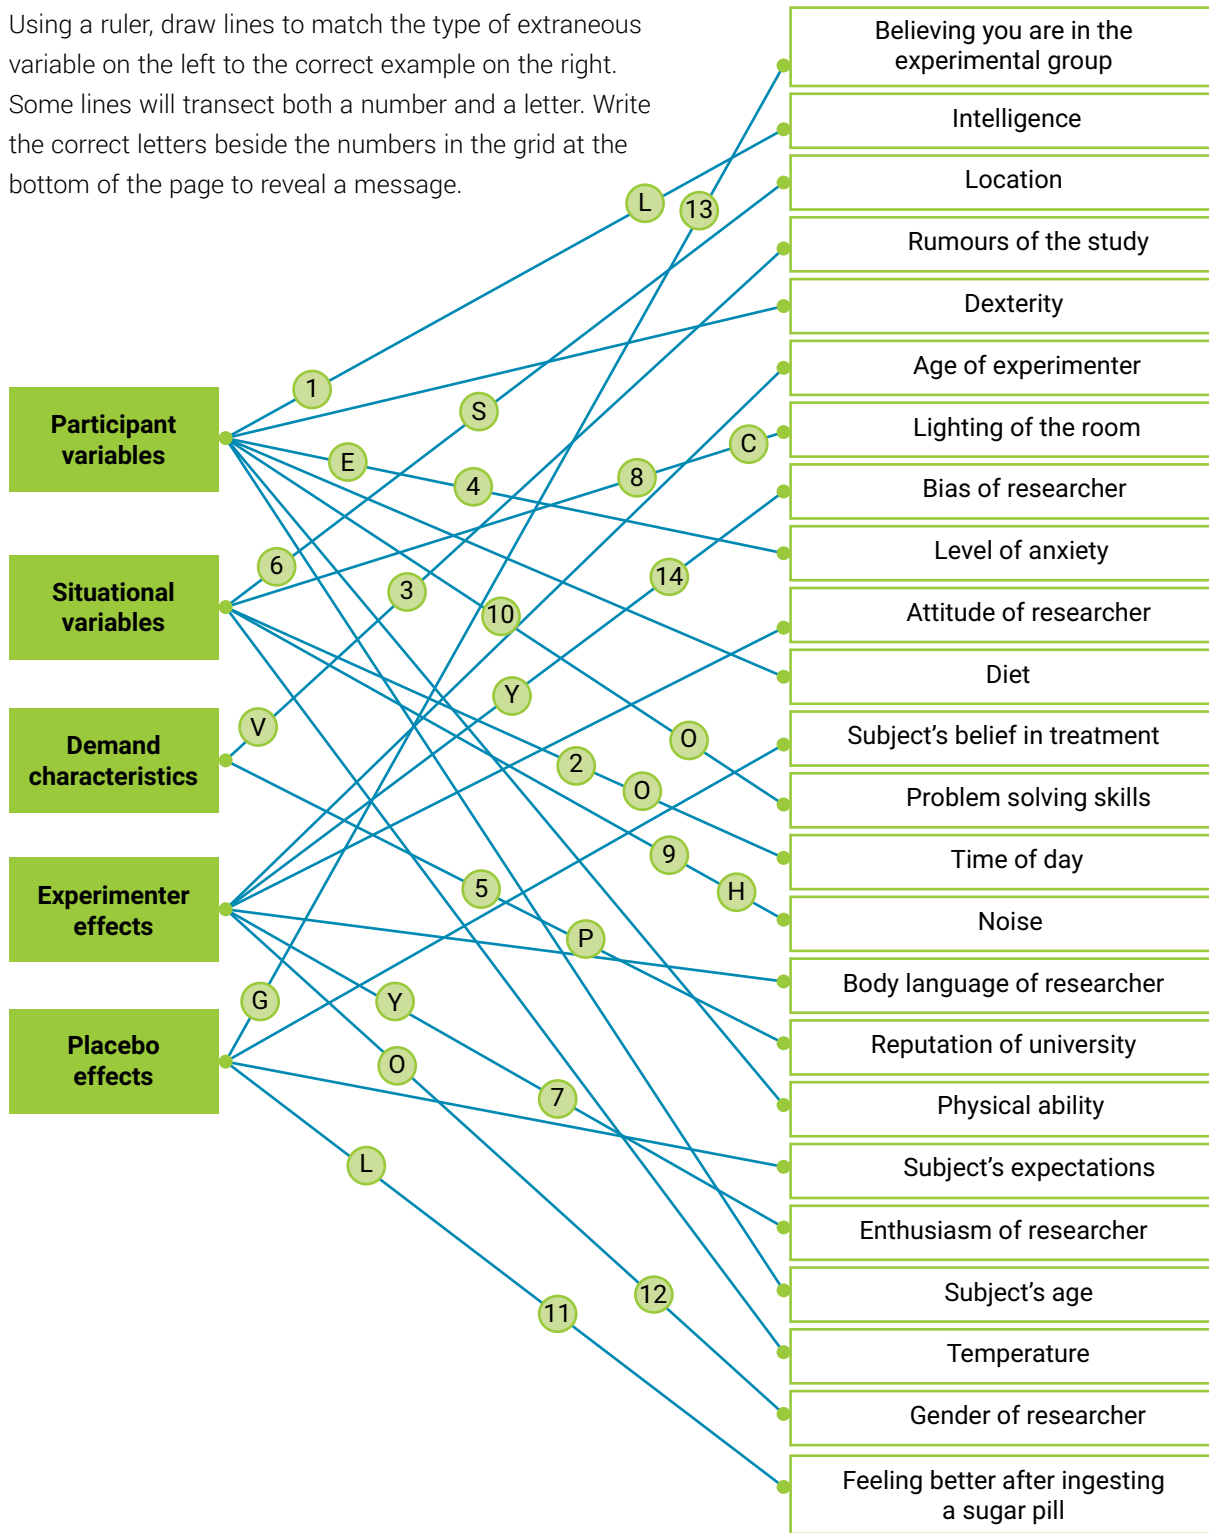 Using a ruler, draw lines to match the type of extraneous
variable on the left to the correct example on the right.
Some lines will transect both a number and a letter. Write
the correct letters beside the numbers in the grid at the
bottom of the page to reveal a message.
Participant
variables
Situational
variables
Demand
characteristics
Experimenter
effects
Placebo
effects
L
13
1
S
E
4
8
C
6
3
14
10
Y
V
O
2
O
9
H
5
P
G
Y
O
7
L
12
11
Believing you are in the
experimental group
Intelligence
Location
Rumours of the study
Dexterity
Age of experimenter
Lighting of the room
Bias of researcher
Level of anxiety
Attitude of researcher
Diet
Subject's belief in treatment
Problem solving skills
Time of day
Noise
Body language of researcher
Reputation of university
Physical ability
Subject's expectations
Enthusiasm of researcher
Subject's age
Temperature
Gender of researcher
Feeling better after ingesting
a sugar pill